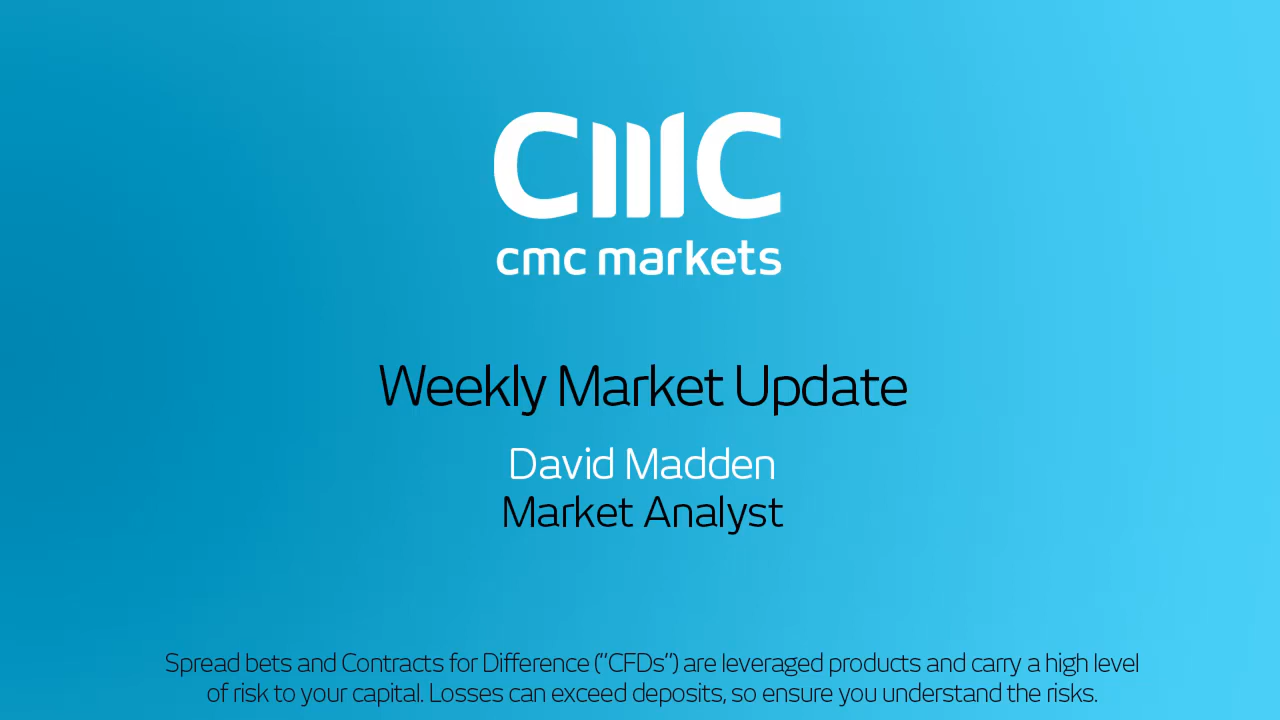 CMC
cmc markets
Weekly Market Update
David Madden
Market Analyst
Spread bets and Contracts for Difference (”CFDs”) are leveraged products and carry a high level
of risk to your capital. Losses can exceed deposits, so ensure you understand the risks.